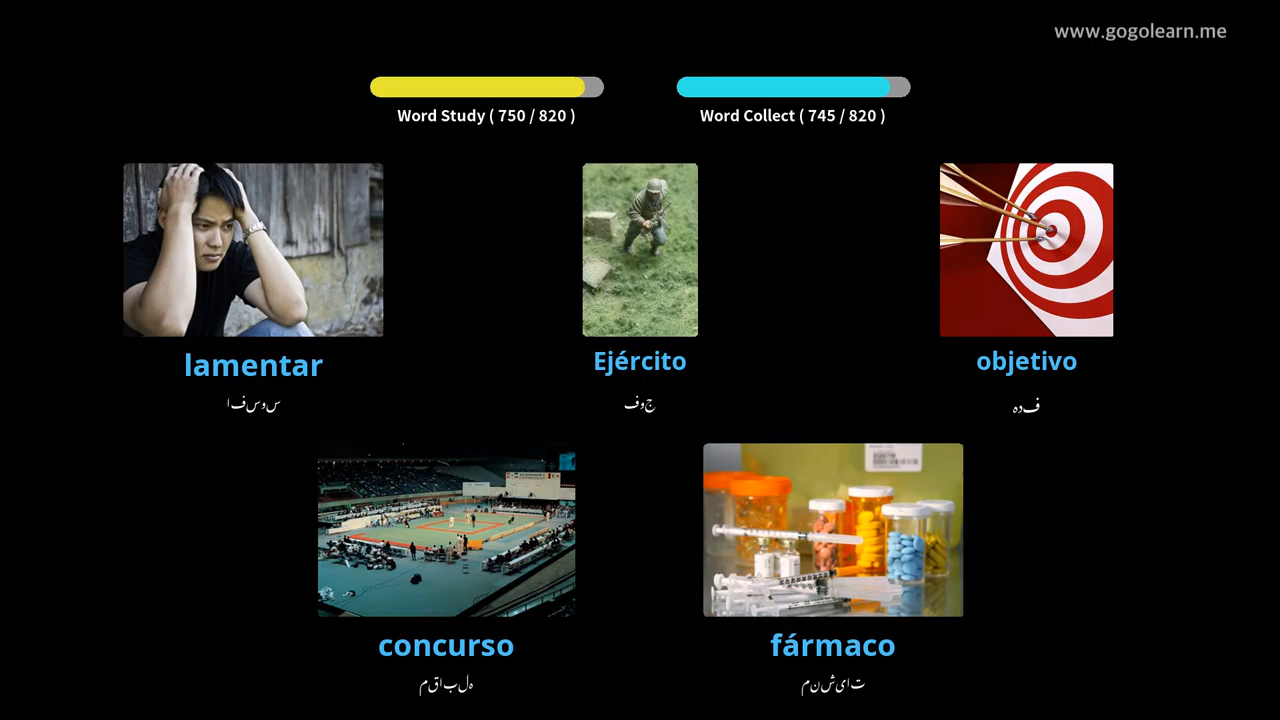 www.gogolearn.me
Word Study ( 750 / 820 )
Word Collect ( 745 / 820 )
lamentar
Ejército
objetivo
افسوس
فوج
ہدف
concurso
fármaco
مقابلہ
منشیات